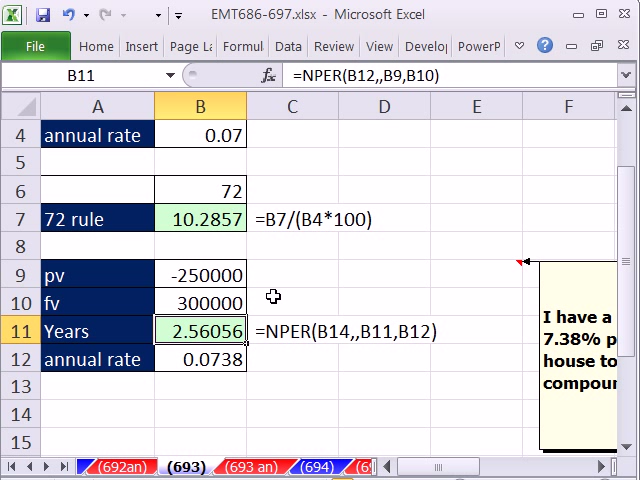 EMT686-697.xlsx - Microsoft Excel
File Home Insert Page La Formul Data Review View Develo PowerP
B11 fx =NPER(B12,,B9,B10)
A B C D E F
4 annual rate 0.07
5
6 72
7 72 rule 10.2857 =B7/(B4*100)
8
9 pv -250000
10 fv 300000
I have a
11 Years 2.56056 =NPER(B14,,B11,B12) 7.38% p
12 annual rate 0.0738 house to
13 compoun
14
15
(692an) (693) (693 an) (694) (69